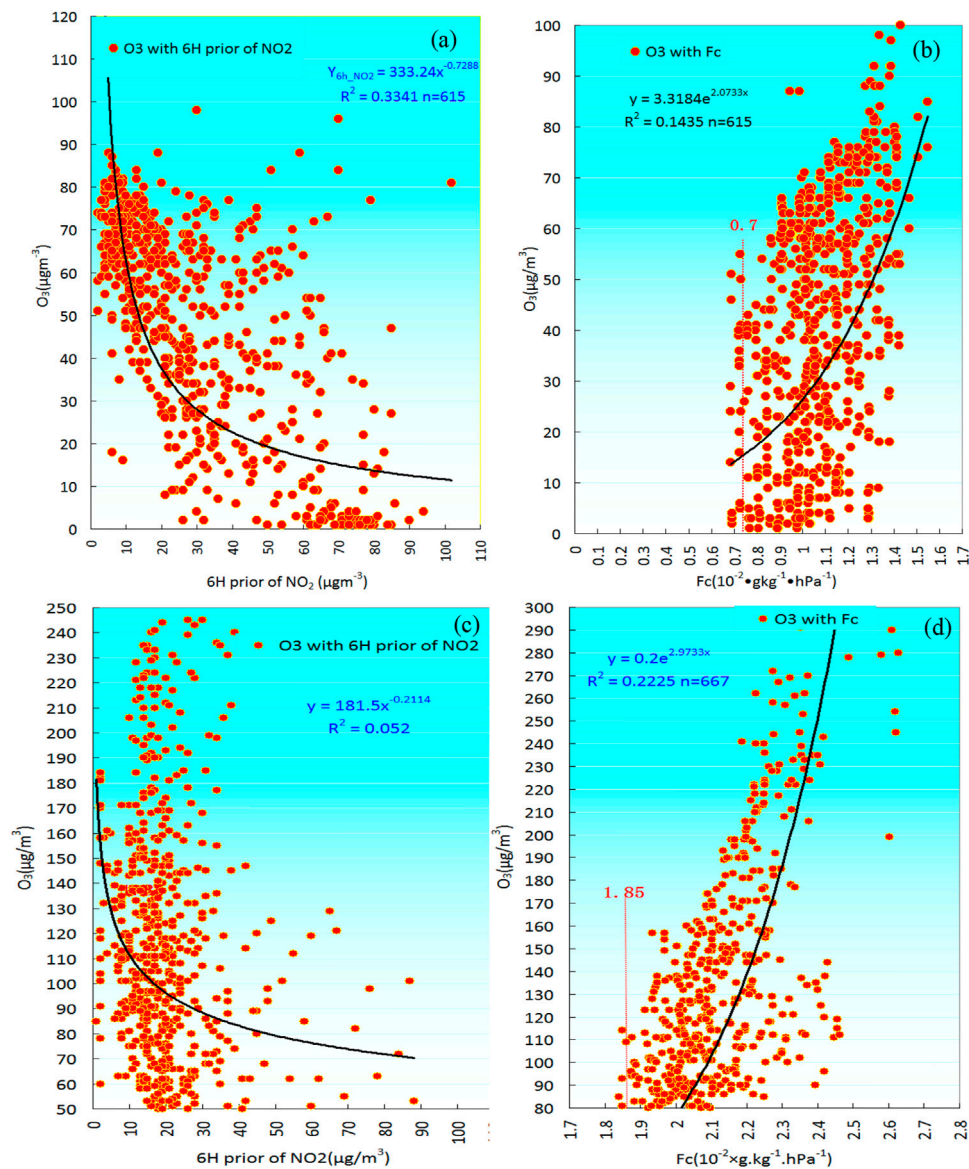 (a)
O3 with 6H prior of NO2
Y6h_NO2 = 333.24x^-0.7288
R² = 0.3341 n=615
120
110
100
90
80
70
60
50
40
30
20
10
0
O₃(μgm⁻³)
0 10 20 30 40 50 60 70 80 90 100 110
6H prior of NO₂ (μgm⁻³)
(b)
O3 with Fc
y = 3.3184e^2.0733x
R² = 0.1435 n=615
0.7
100
90
80
70
60
50
40
30
20
10
0
O₃(μg/m³)
0 0.1 0.2 0.3 0.4 0.5 0.6 0.7 0.8 0.9 1 1.1 1.2 1.3 1.4 1.5 1.6 1.7
Fc(10⁻²•gkg⁻¹•hPa⁻¹)
(c)
O3 with 6H prior of NO2
y = 181.5x^-0.2114
R² = 0.052
250
240
230
220
210
200
190
180
170
160
150
140
130
120
110
100
90
80
70
60
50
O₃(μg/m³)
0 10 20 30 40 50 60 70 80 90 100
6H prior of NO2(μg/m³)
(d)
O3 with Fc
y = 0.2e^2.9733x
R² = 0.2225 n=667
1.85
300
290
280
270
260
250
240
230
220
210
200
190
180
170
160
150
140
130
120
110
100
90
80
O₃(μg/m³)
1.7 1.8 1.9 2 2.1 2.2 2.3 2.4 2.5 2.6 2.7 2.8
Fc(10⁻²×g.kg⁻¹.hPa⁻¹)